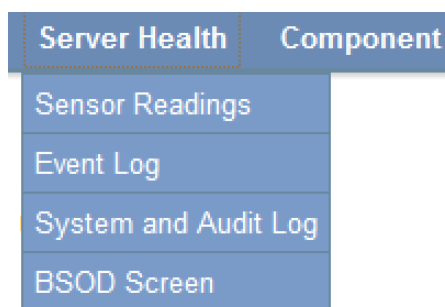 Server Health Component
Sensor Readings
Event Log
System and Audit Log
BSOD Screen